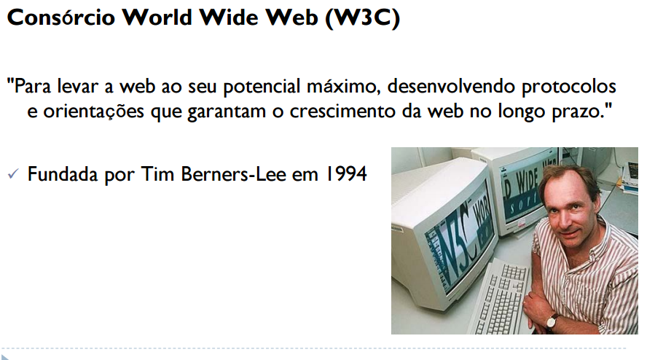 Consórcio World Wide Web (W3C)
"Para levar a web ao seu potencial máximo, desenvolvendo protocolos
e orientações que garantam o crescimento da web no longo prazo."
✓ Fundada por Tim Berners-Lee em 1994
W3C WORL
D WIDE WEB